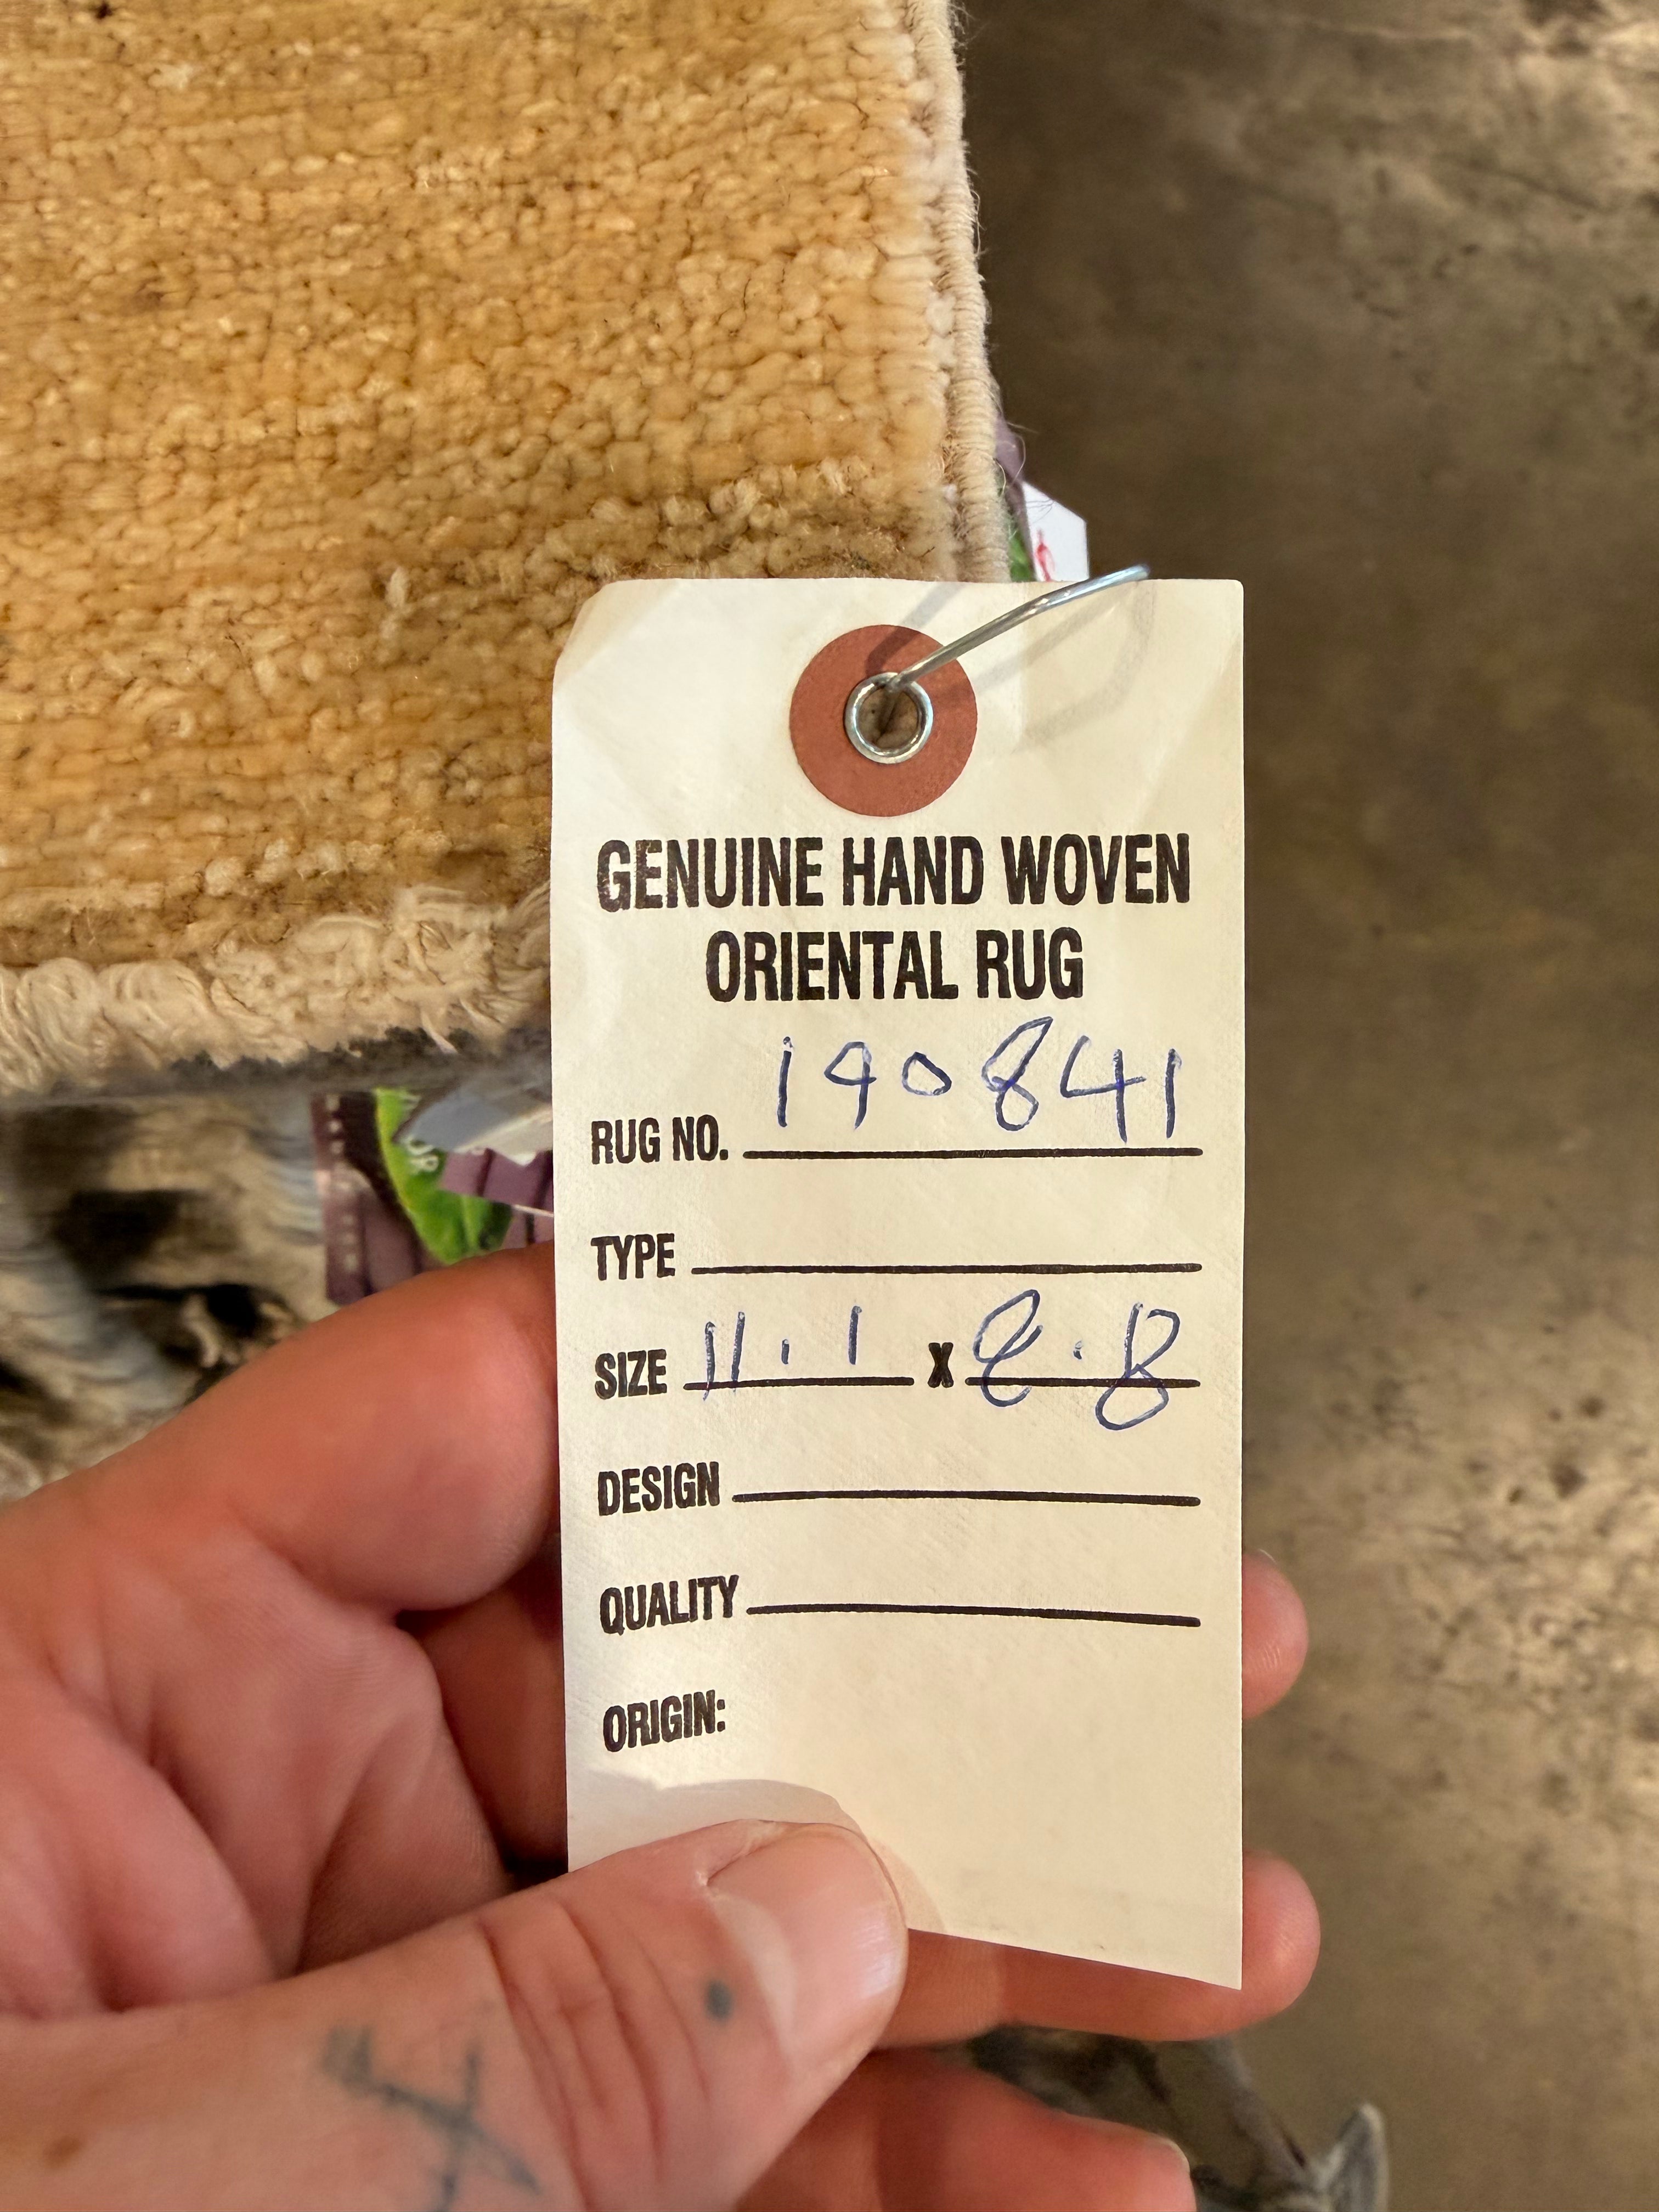 GENUINE HAND WOVEN
ORIENTAL RUG
RUG NO. 190841
TYPE
SIZE 11.1 X 8.8
DESIGN
QUALITY
ORIGIN: